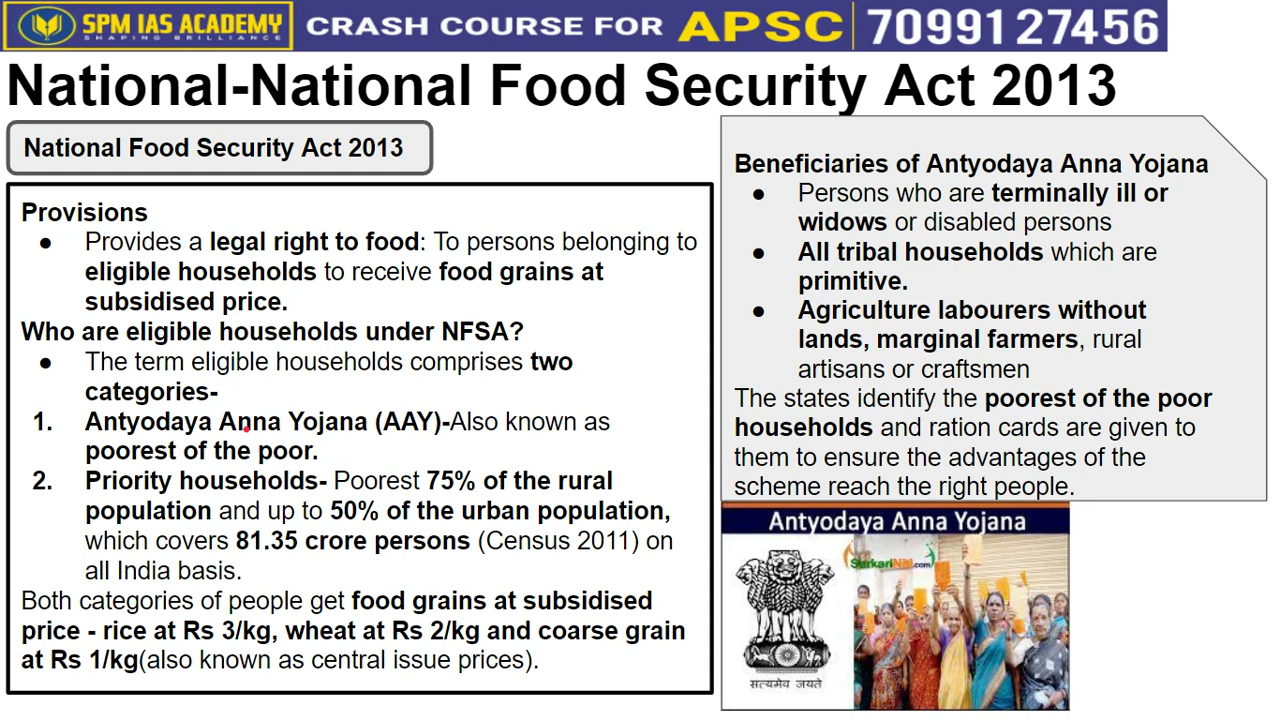 SPM IAS ACADEMY
SHAPING BRILLIANCE
CRASH COURSE FOR APSC 7099127456
National-National Food Security Act 2013
National Food Security Act 2013
Provisions
● Provides a legal right to food: To persons belonging to
eligible households to receive food grains at
subsidised price.
Who are eligible households under NFSA?
● The term eligible households comprises two
categories-
1. Antyodaya Anna Yojana (AAY)-Also known as
poorest of the poor.
2. Priority households- Poorest 75% of the rural
population and up to 50% of the urban population,
which covers 81.35 crore persons (Census 2011) on
all India basis.
Both categories of people get food grains at subsidised
price - rice at Rs 3/kg, wheat at Rs 2/kg and coarse grain
at Rs 1/kg(also known as central issue prices).
Beneficiaries of Antyodaya Anna Yojana
● Persons who are terminally ill or
widows or disabled persons
● All tribal households which are
primitive.
● Agriculture labourers without
lands, marginal farmers, rural
artisans or craftsmen
The states identify the poorest of the poor
households and ration cards are given to
them to ensure the advantages of the
scheme reach the right people.
Antyodaya Anna Yojana
SarkariNiti.com
सत्यमेव जयते